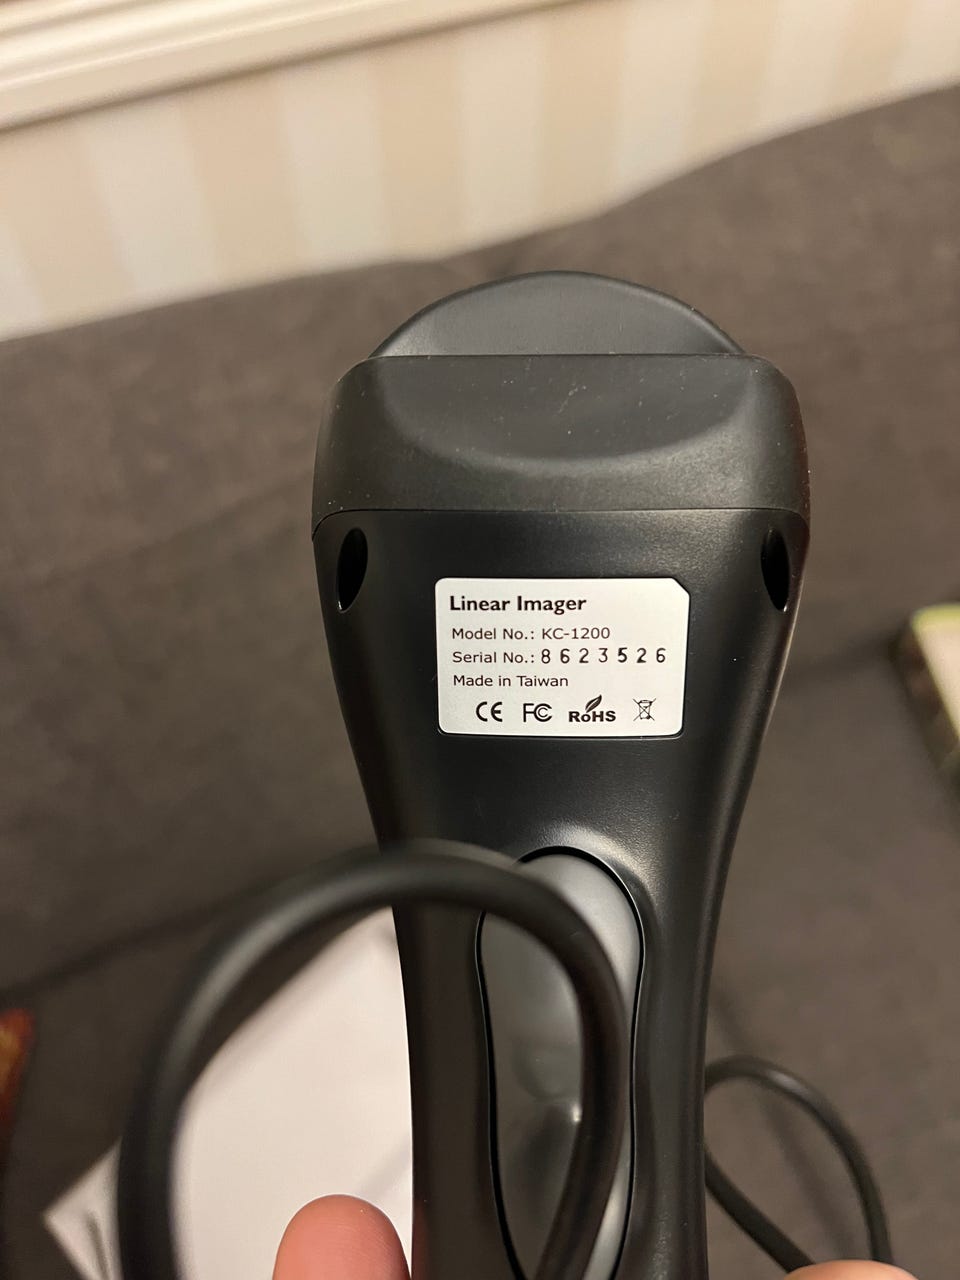 Linear Imager
Model No.: KC-1200
Serial No.: 8623526
Made in Taiwan
CE FC RoHS